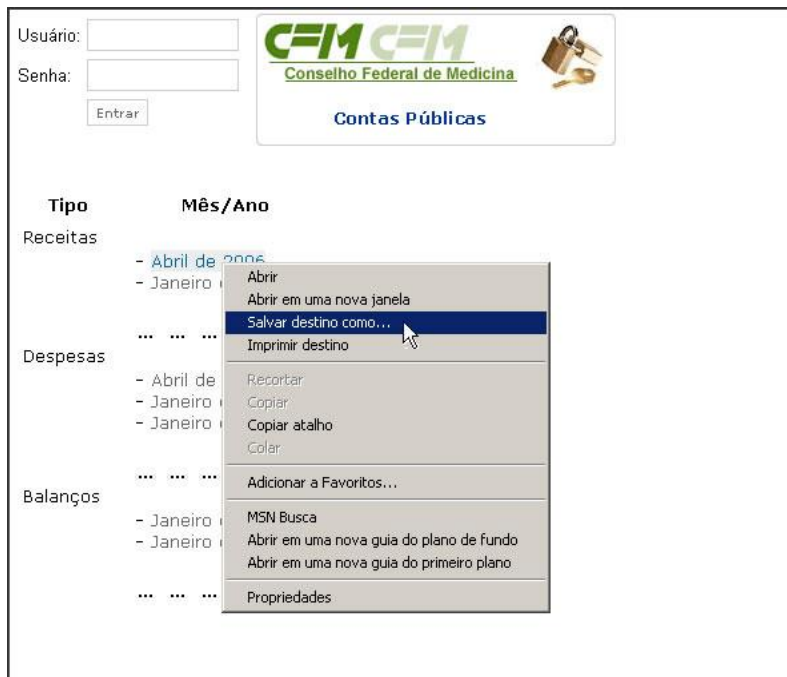 Usuário:
Senha:
Entrar
CFM CFM
Conselho Federal de Medicina
Contas Públicas
Tipo Mês/Ano
Receitas
- Abril de 2006
- Janeiro
... ... ...
Despesas
- Abril de
- Janeiro
- Janeiro
... ... ...
Balanços
- Janeiro
- Janeiro
... ... ...
Abrir
Abrir em uma nova janela
Salvar destino como...
Imprimir destino
Recortar
Copiar
Copiar atalho
Colar
Adicionar a Favoritos...
MSN Busca
Abrir em uma nova guia do plano de fundo
Abrir em uma nova guia do primeiro plano
Propriedades